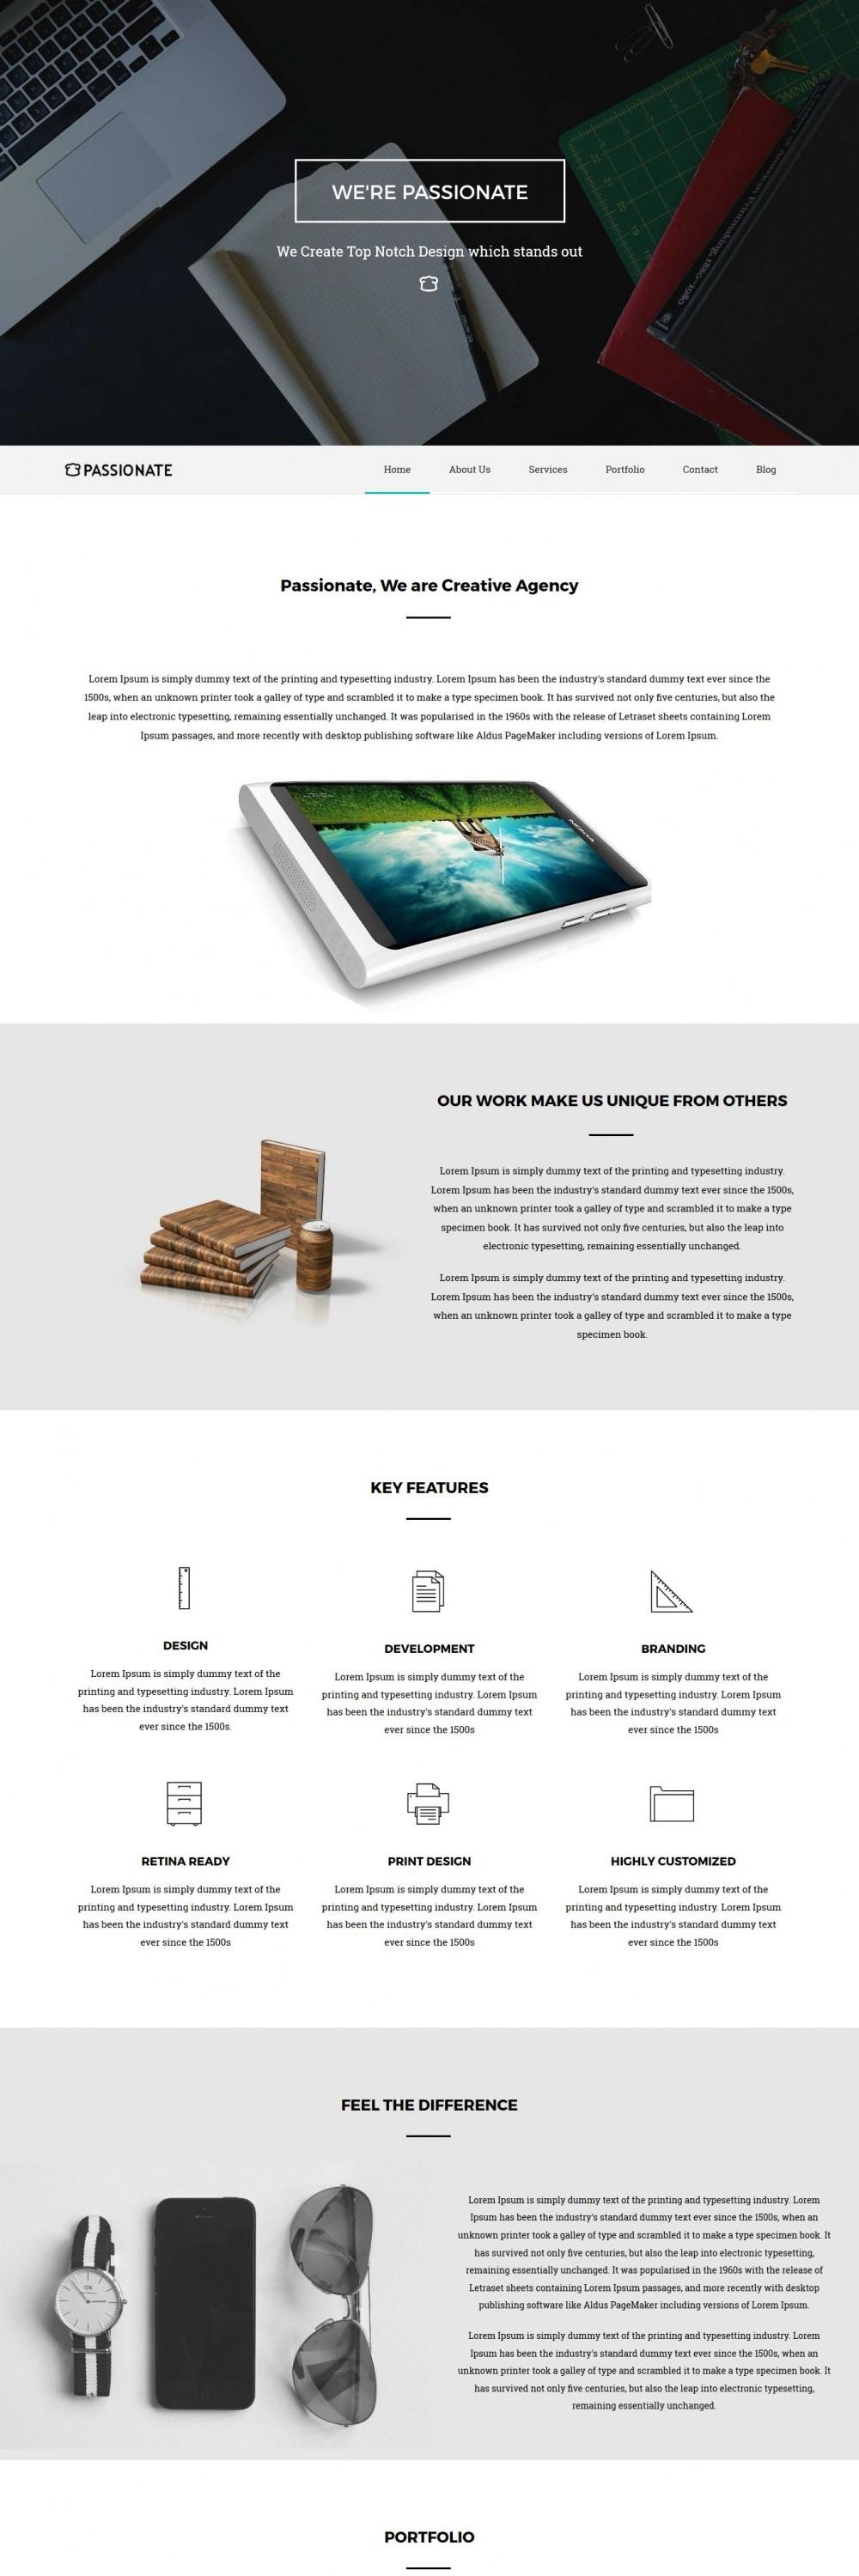 WE'RE PASSIONATE
We Create Top Notch Design which stands out
PASSIONATE
Home About Us Services Portfolio Contact Blog
Passionate, We are Creative Agency
Lorem Ipsum is simply dummy text of the printing and typesetting industry. Lorem Ipsum has been the industry's standard dummy text ever since the
1500s, when an unknown printer took a galley of type and scrambled it to make a type specimen book. It has survived not only five centuries, but also the
leap into electronic typesetting, remaining essentially unchanged. It was popularised in the 1960s with the release of Letraset sheets containing Lorem
Ipsum passages, and more recently with desktop publishing software like Aldus PageMaker including versions of Lorem Ipsum.
NOKIA
OUR WORK MAKE US UNIQUE FROM OTHERS
Lorem Ipsum is simply dummy text of the printing and typesetting industry.
Lorem Ipsum has been the industry's standard dummy text ever since the 1500s,
when an unknown printer took a galley of type and scrambled it to make a type
specimen book. It has survived not only five centuries, but also the leap into
electronic typesetting, remaining essentially unchanged.
Lorem Ipsum is simply dummy text of the printing and typesetting industry.
Lorem Ipsum has been the industry's standard dummy text ever since the 1500s,
when an unknown printer took a galley of type and scrambled it to make a type
specimen book.
KEY FEATURES
DESIGN
Lorem Ipsum is simply dummy text of the
printing and typesetting industry. Lorem Ipsum
has been the industry's standard dummy text
ever since the 1500s.
DEVELOPMENT
Lorem Ipsum is simply dummy text of the
printing and typesetting industry. Lorem Ipsum
has been the industry's standard dummy text
ever since the 1500s
BRANDING
Lorem Ipsum is simply dummy text of the
printing and typesetting industry. Lorem Ipsum
has been the industry's standard dummy text
ever since the 1500s
RETINA READY
Lorem Ipsum is simply dummy text of the
printing and typesetting industry. Lorem Ipsum
has been the industry's standard dummy text
ever since the 1500s
PRINT DESIGN
Lorem Ipsum is simply dummy text of the
printing and typesetting industry. Lorem Ipsum
has been the industry's standard dummy text
ever since the 1500s
HIGHLY CUSTOMIZED
Lorem Ipsum is simply dummy text of the
printing and typesetting industry. Lorem Ipsum
has been the industry's standard dummy text
ever since the 1500s
FEEL THE DIFFERENCE
Lorem Ipsum is simply dummy text of the printing and typesetting industry. Lorem
Ipsum has been the industry's standard dummy text ever since the 1500s, when an
unknown printer took a galley of type and scrambled it to make a type specimen book. It
has survived not only five centuries, but also the leap into electronic typesetting,
remaining essentially unchanged. It was popularised in the 1960s with the release of
Letraset sheets containing Lorem Ipsum passages, and more recently with desktop
publishing software like Aldus PageMaker including versions of Lorem Ipsum.
Lorem Ipsum is simply dummy text of the printing and typesetting industry. Lorem
Ipsum has been the industry's standard dummy text ever since the 1500s, when an
unknown printer took a galley of type and scrambled it to make a type specimen book. It
has survived not only five centuries, but also the leap into electronic typesetting,
remaining essentially unchanged.
PORTFOLIO